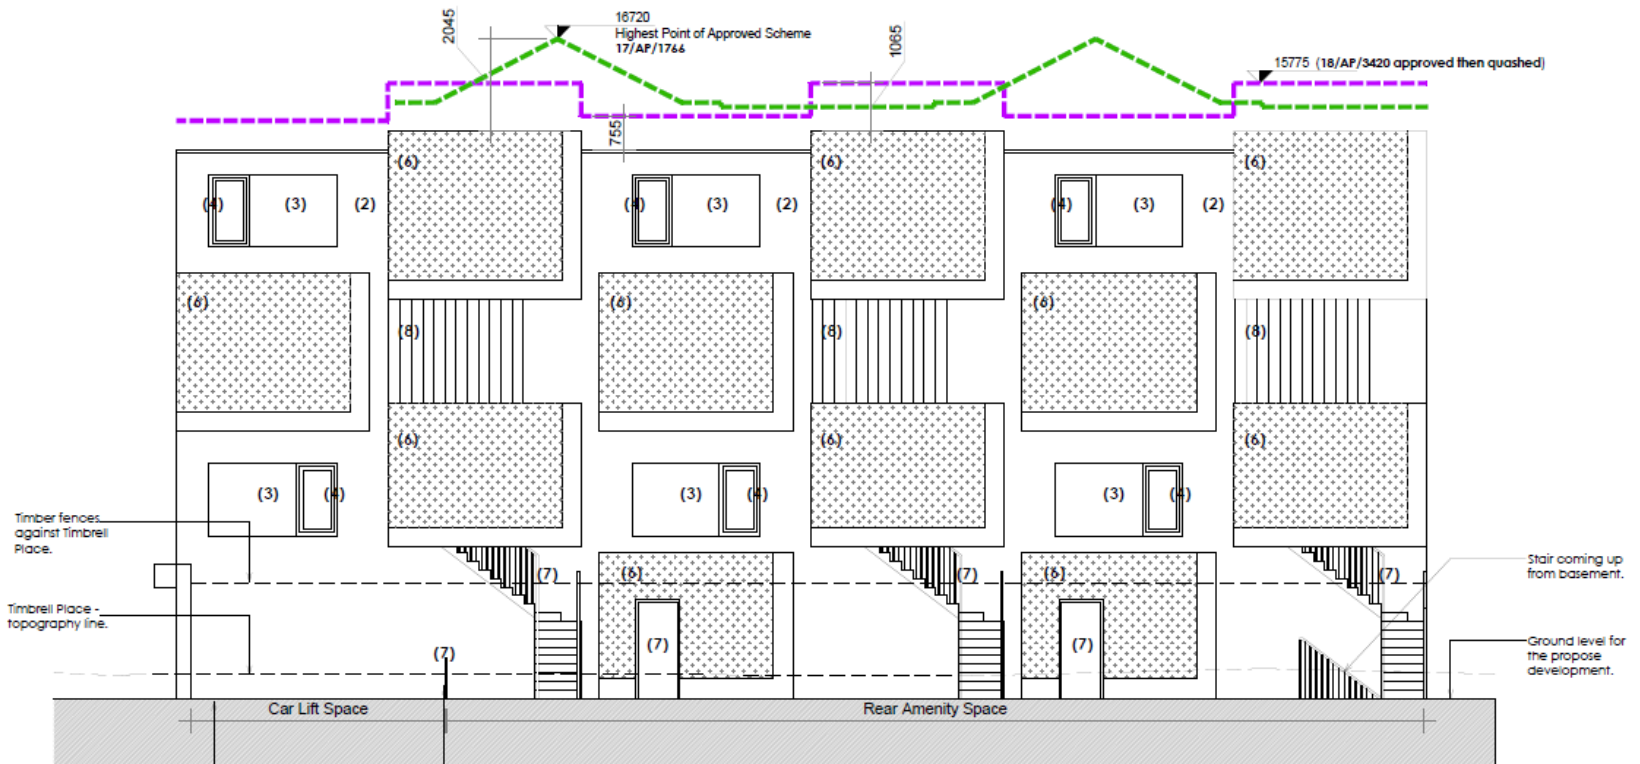 2045
16720
Highest Point of Approved Scheme
17/AP/1766
1065
15775 (18/AP/3420 approved then quashed)
755
(6)
(6)
(6)
(4)
(3)
(2)
(4)
(3)
(2)
(4)
(3)
(2)
(6)
(6)
(6)
(8)
(8)
(8)
(6)
(6)
(6)
(3)
(4)
(3)
(4)
(3)
(4)
Timber fences
against Timbrell
Place.
(7)
(6)
(7)
(6)
(7)
Stair coming up
from basement.
Timbrell Place -
topography line.
(7)
(7)
(7)
Ground level for
the propose
development.
Car Lift Space
Rear Amenity Space